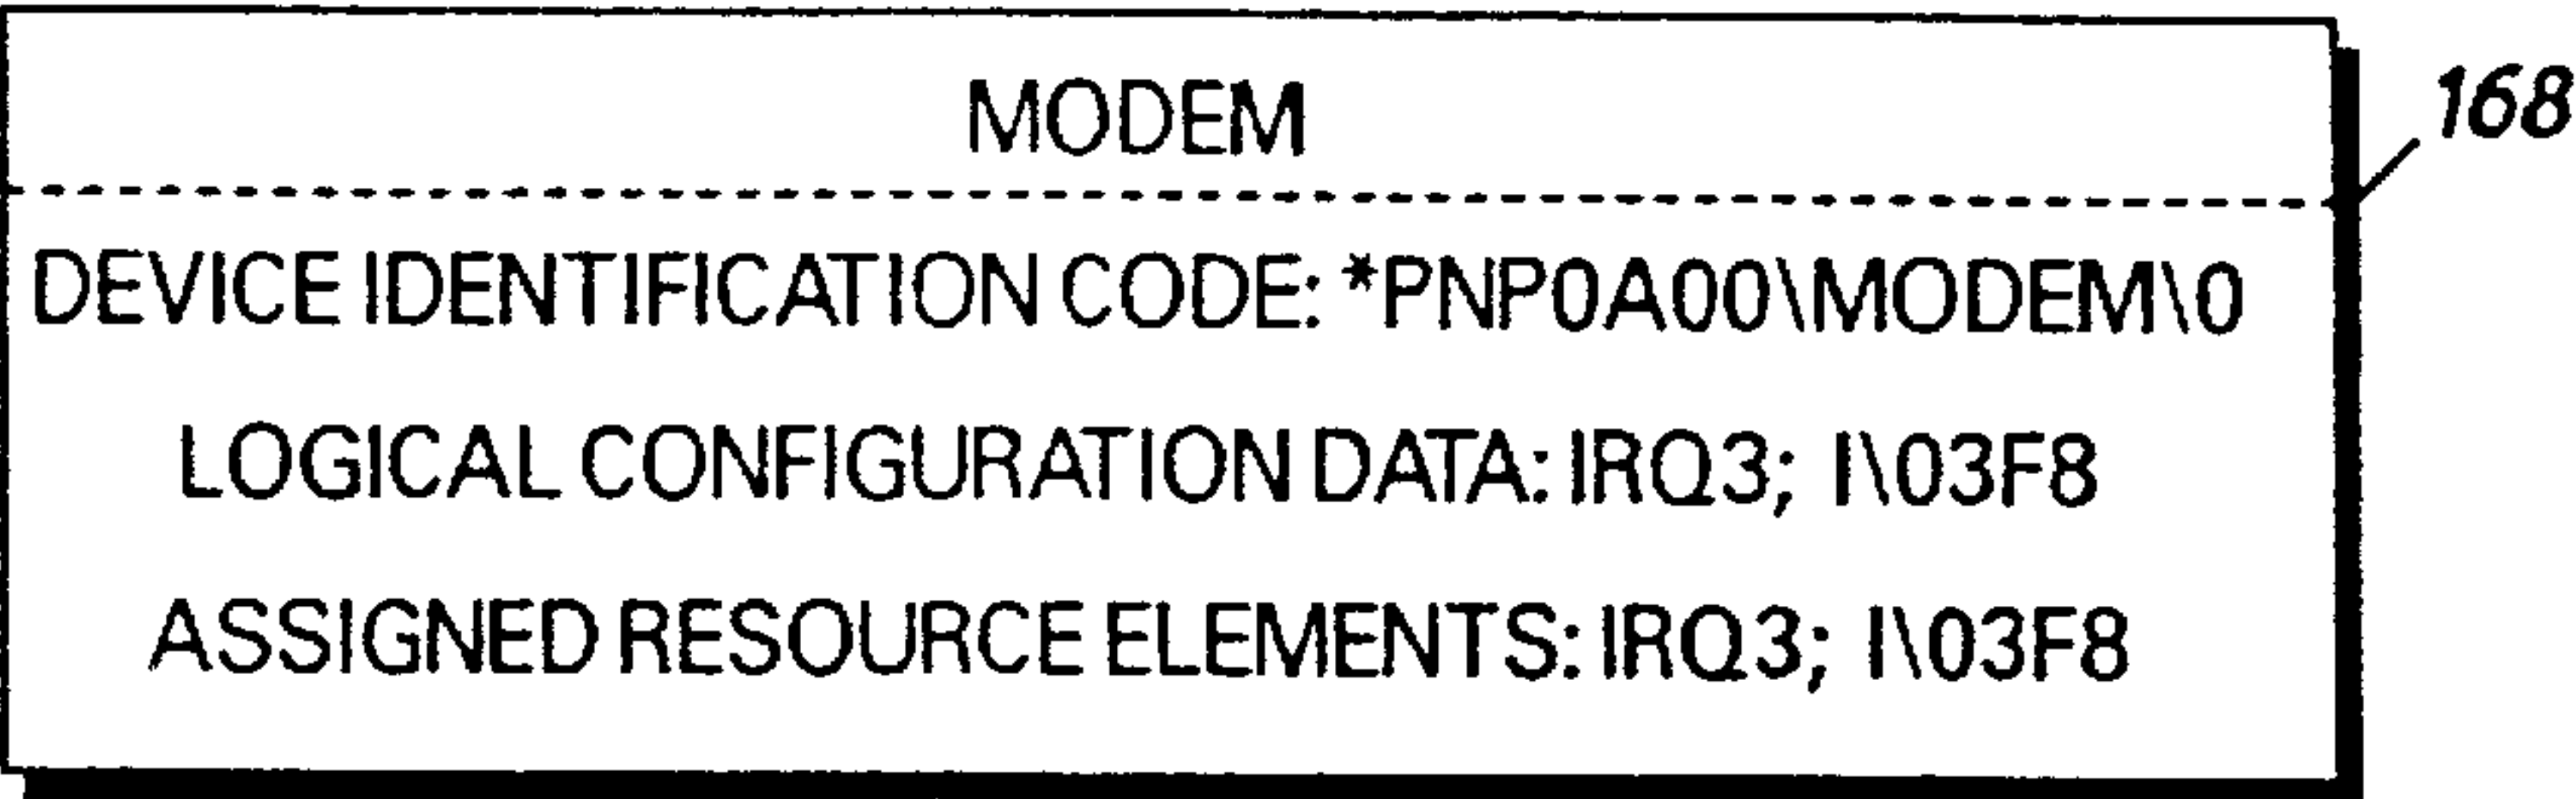 MODEM
168
DEVICE IDENTIFICATION CODE: *PNP0A00\MODEM\0
LOGICAL CONFIGURATION DATA: IRQ3; I\03F8
ASSIGNED RESOURCE ELEMENTS: IRQ3; I\03F8